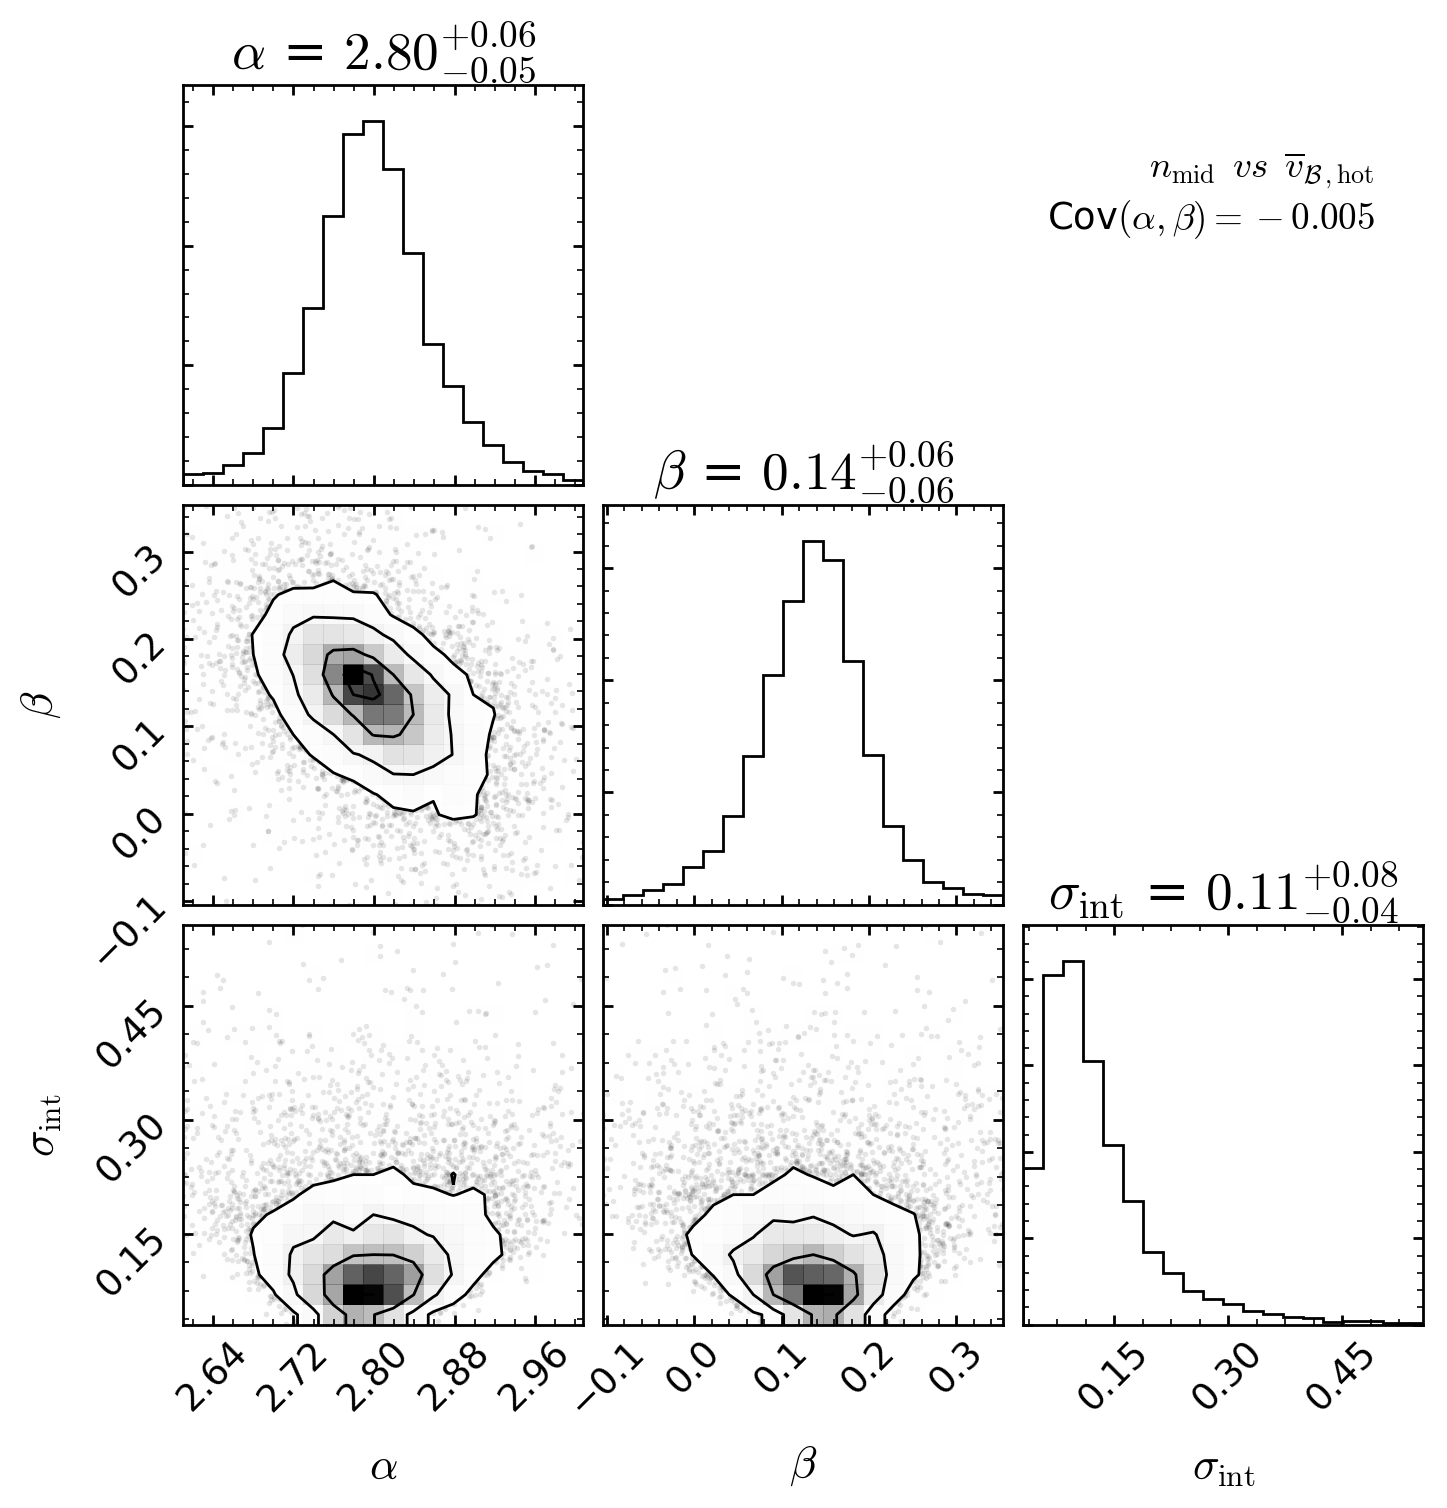 α = 2.80 +0.06 −0.05
n_mid vs v̅_ℬ, hot
Cov(α, β) = − 0.005
β = 0.14 +0.06 −0.06
β
0.3
0.2
0.1
0.0
−0.1
σ_int = 0.11 +0.08 −0.04
σ_int
0.45
0.30
0.15
2.64 2.72 2.80 2.88 2.96
−0.1 0.0 0.1 0.2 0.3
0.15 0.30 0.45
α
β
σ_int